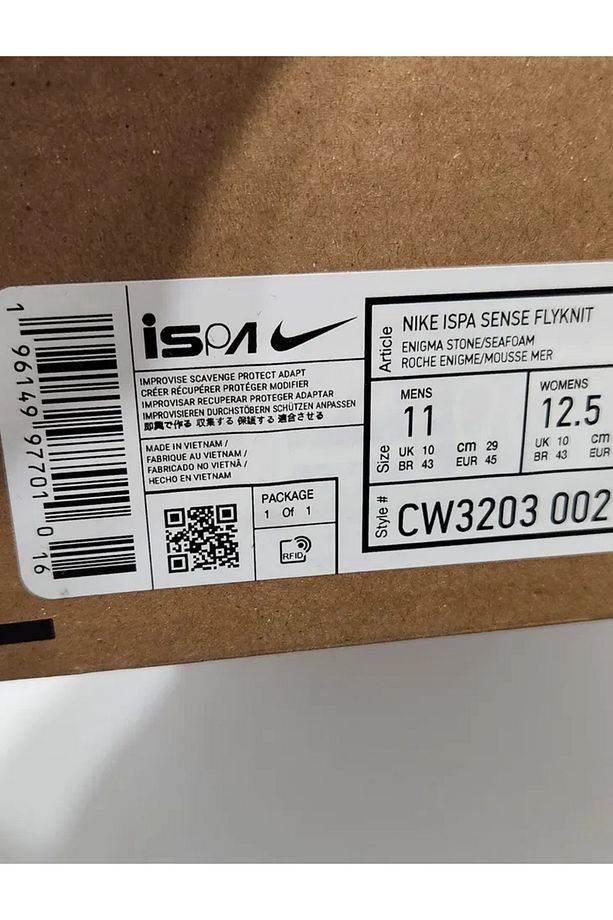 1 96149 97701 0 16
ispa
IMPROVISE SCAVENGE PROTECT ADAPT
CRÉER RÉCUPÉRER PROTÉGER MODIFIER
IMPROVISAR RECUPERAR PROTEGER ADAPTAR
IMPROVISIEREN DURCHSTÖBERN SCHÜTZEN ANPASSEN
即興で作る 収集する 保護する 適合させる
MADE IN VIETNAM /
FABRIQUE AU VIETNAM /
FABRICADO NO VIETNÃ /
HECHO EN VIETNAM
PACKAGE
1 Of 1
RFID
Article
NIKE ISPA SENSE FLYKNIT
ENIGMA STONE/SEAFOAM
ROCHE ENIGME/MOUSSE MER
Size
MENS
11
UK 10 cm 29
BR 43 EUR 45
WOMENS
12.5
UK 10 cm
BR 43 EUR
Style #
CW3203 002